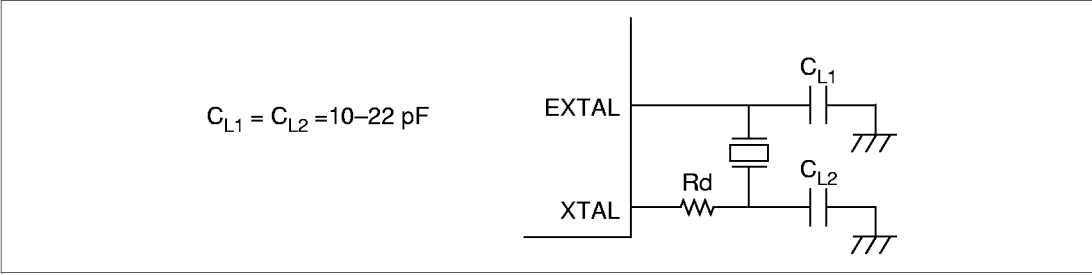 C_L1
C_L1 = C_L2 =10–22 pF
EXTAL
Rd
C_L2
XTAL